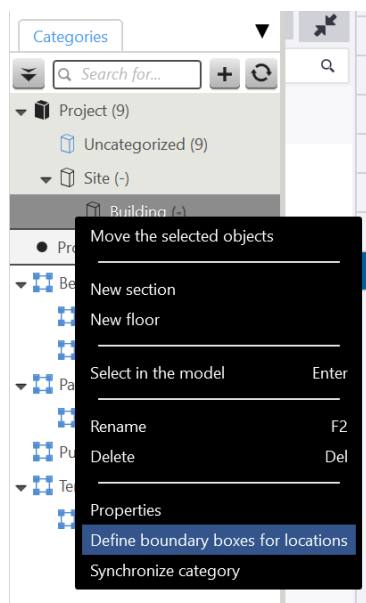 Categories
Search for...
Project (9)
Uncategorized (9)
Site (-)
Building (-)
Move the selected objects
New section
New floor
Select in the model Enter
Rename F2
Delete Del
Properties
Define boundary boxes for locations
Synchronize category